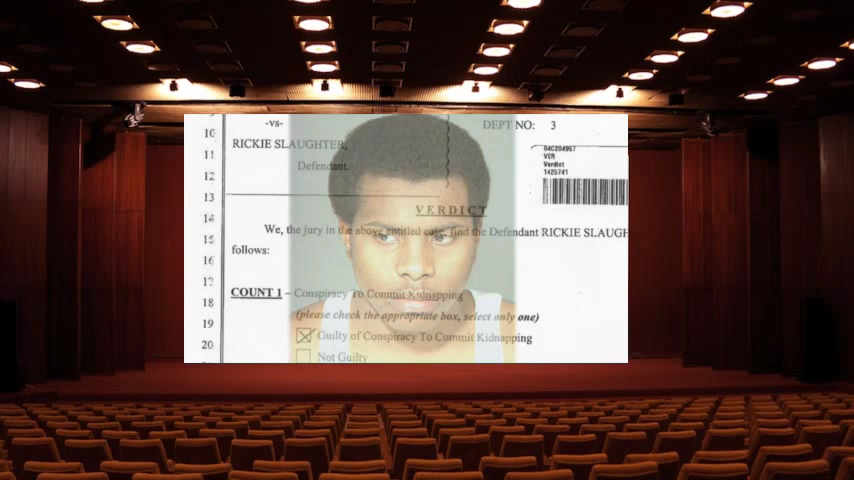 -vs-
DEPT NO: 3
10
RICKIE SLAUGHTER,
04C204957
VER
Verdict
1425741
11
Defendant.
12
13
VERDICT
14
We, the jury in the above entitled case, find the Defendant RICKIE SLAUGH
15
follows:
16
17
COUNT 1 – Conspiracy To Commit Kidnapping
18
(please check the appropriate box, select only one)
19
Guilty of Conspiracy To Commit Kidnapping
20
Not Guilty